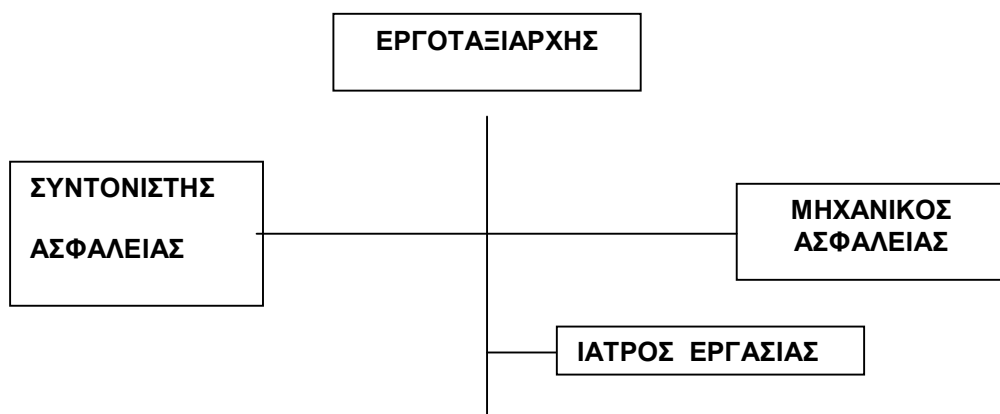 ΕΡΓΟΤΑΞΙΑΡΧΗΣ
ΣΥΝΤΟΝΙΣΤΗΣ
ΑΣΦΑΛΕΙΑΣ
ΜΗΧΑΝΙΚΟΣ
ΑΣΦΑΛΕΙΑΣ
ΙΑΤΡΟΣ ΕΡΓΑΣΙΑΣ